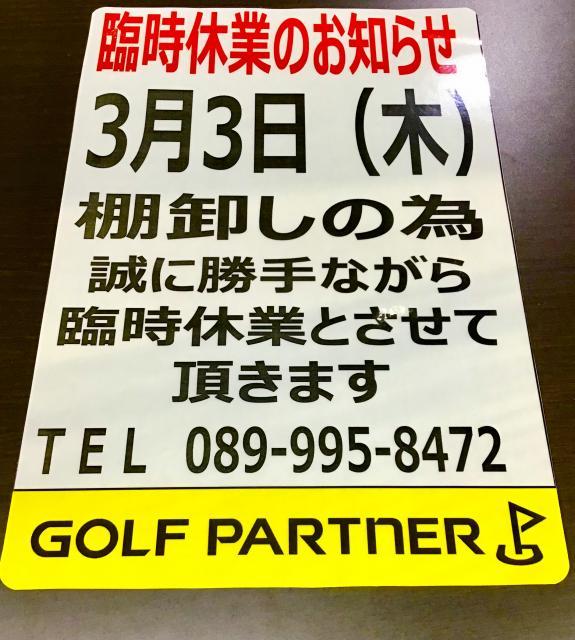 臨時休業のお知らせ
3月3日（木）
棚卸しの為
誠に勝手ながら
臨時休業とさせて
頂きます
TEL 089-995-8472
GOLF PARTNER